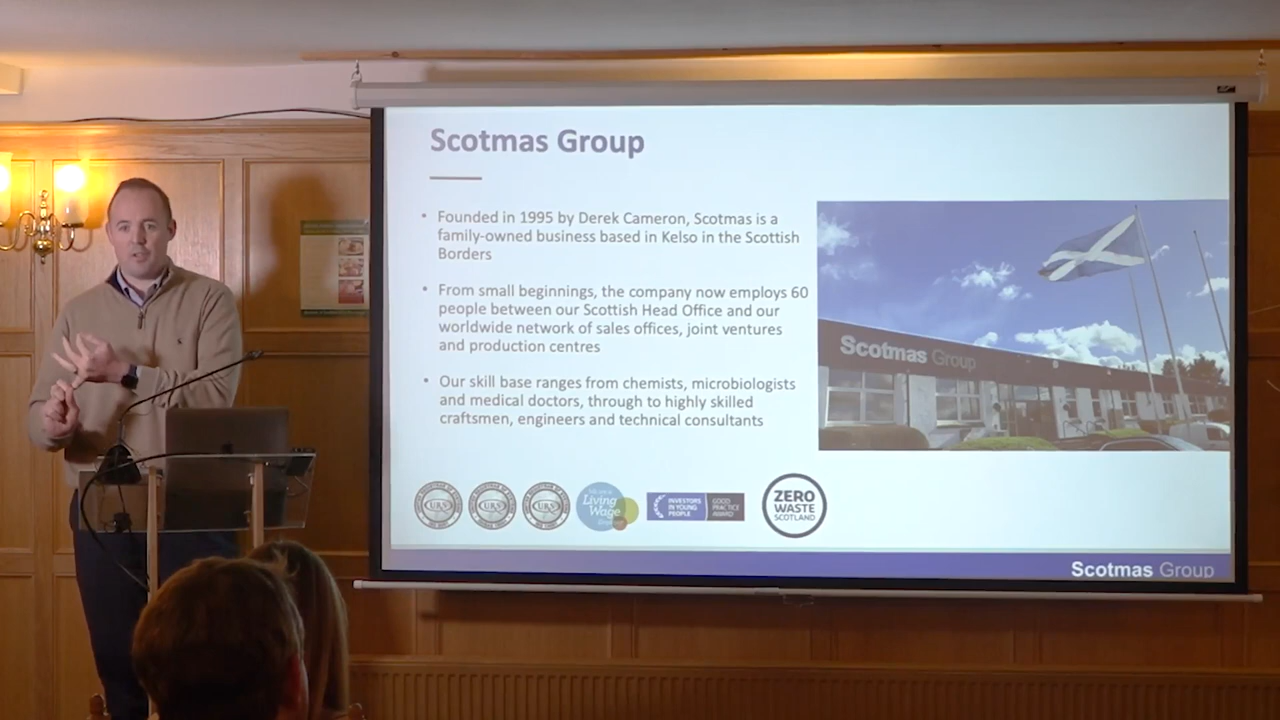 Scotmas Group
• Founded in 1995 by Derek Cameron, Scotmas is a
family-owned business based in Kelso in the Scottish
Borders
• From small beginnings, the company now employs 60
people between our Scottish Head Office and our
worldwide network of sales offices, joint ventures
and production centres
• Our skill base ranges from chemists, microbiologists
and medical doctors, through to highly skilled
craftsmen, engineers and technical consultants
Scotmas Group
URS
URS
URS
Living
Wage
INVESTORS
IN YOUNG
PEOPLE
GOOD
PRACTICE
AWARD
ZERO
WASTE
SCOTLAND
Scotmas Group